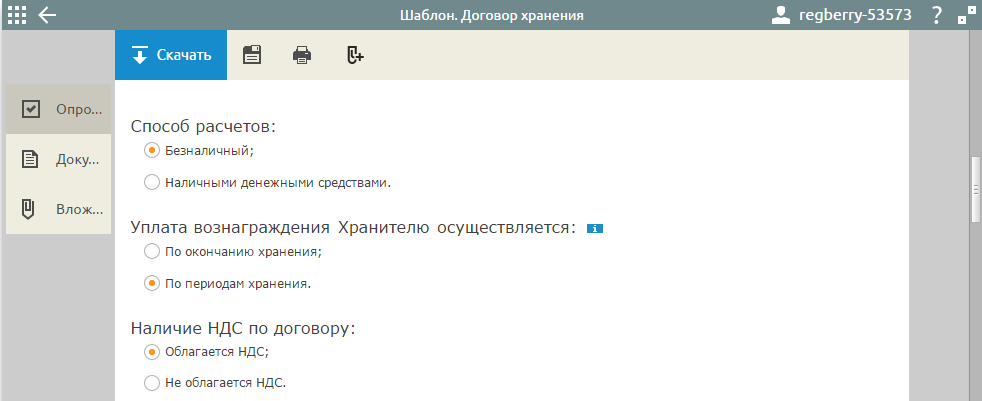 Шаблон. Договор хранения
regberry-53573 ?
Скачать
Опро...
Доку...
Влож...
Способ расчетов:
Безналичный;
Наличными денежными средствами.
Уплата вознаграждения Хранителю осуществляется: i
По окончанию хранения;
По периодам хранения.
Наличие НДС по договору:
Облагается НДС;
Не облагается НДС.